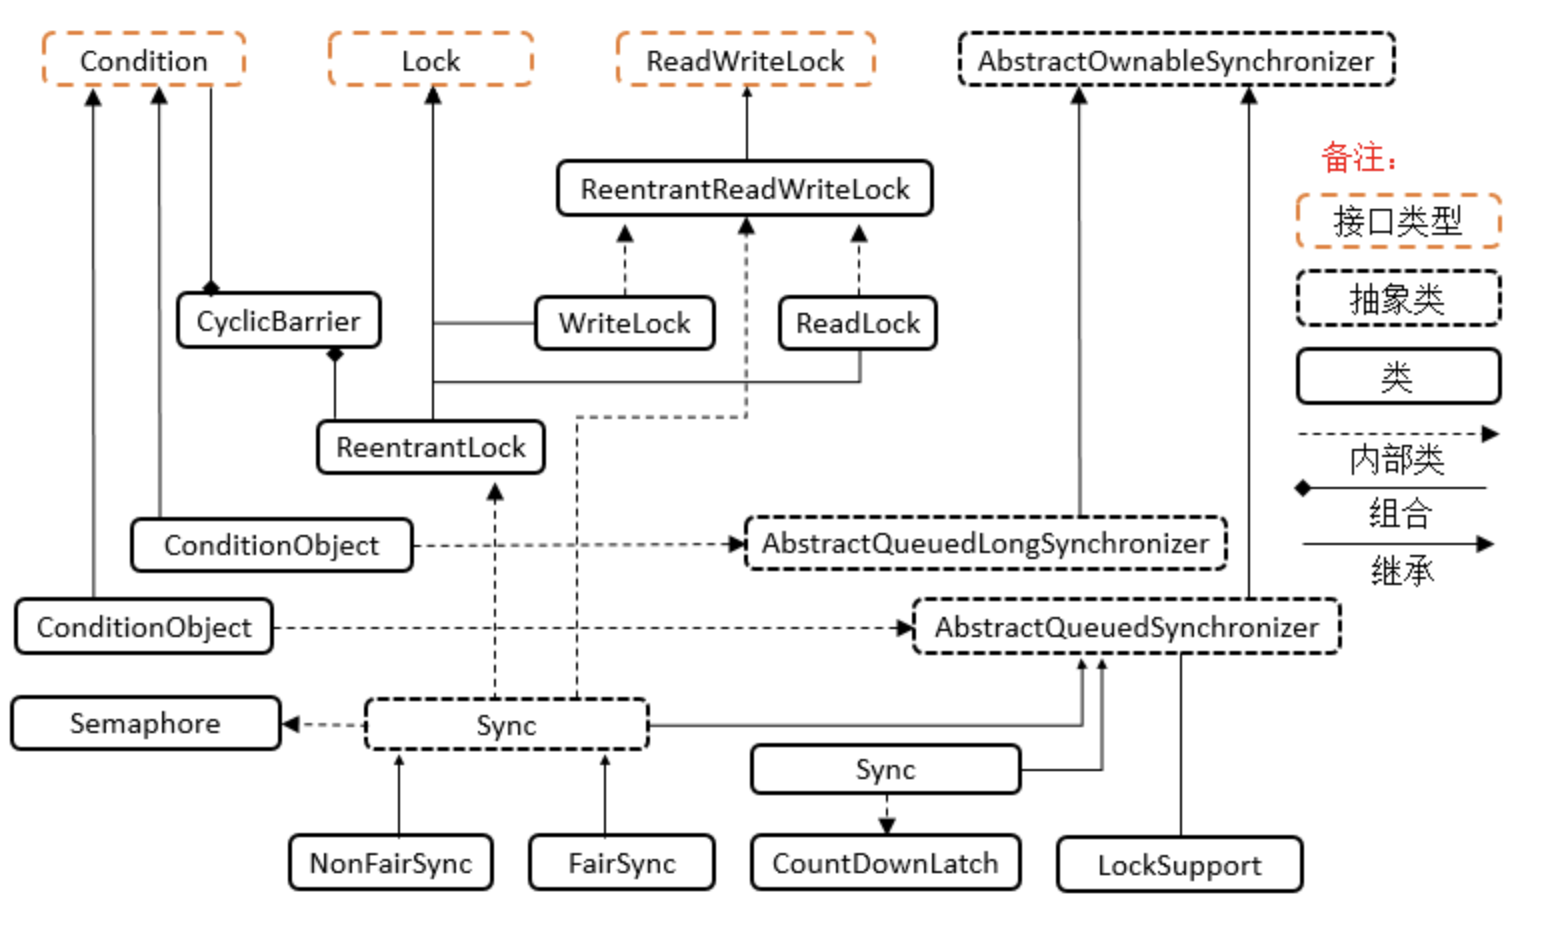 Condition
Lock
ReadWriteLock
AbstractOwnableSynchronizer
备注：
ReentrantReadWriteLock
接口类型
抽象类
CyclicBarrier
WriteLock
ReadLock
类
ReentrantLock
内部类
组合
ConditionObject
AbstractQueuedLongSynchronizer
继承
ConditionObject
AbstractQueuedSynchronizer
Semaphore
Sync
Sync
NonFairSync
FairSync
CountDownLatch
LockSupport